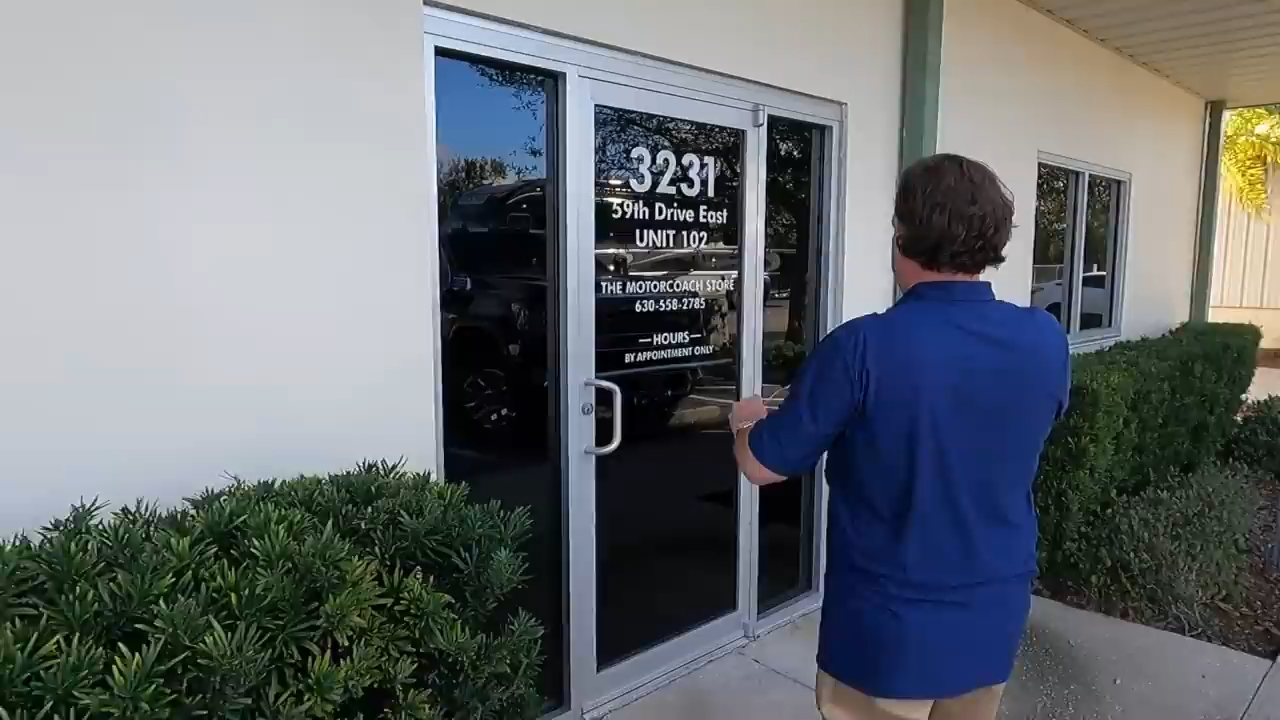 3231
59th Drive East
UNIT 102
THE MOTORCOACH STORE
630-558-2785
—HOURS—
BY APPOINTMENT ONLY